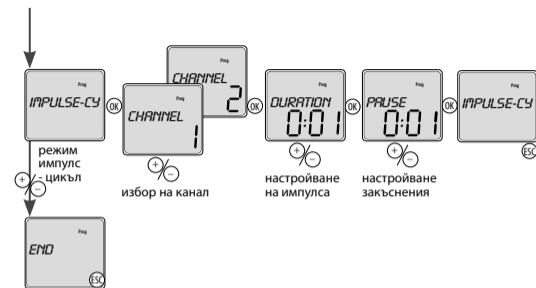 Prog
IMPULSE-CY
OK
режим
импулс
- цикъл
+/−
Prog
CHANNEL
1
Prog
CHANNEL
2
+/−
избор на канал
OK
Prog
DURATION
0:01
+/−
настройване
на импулса
OK
Prog
PAUSE
0:01
+/−
настройване
закъснения
OK
Prog
IMPULSE-CY
ESC
Prog
END
ESC